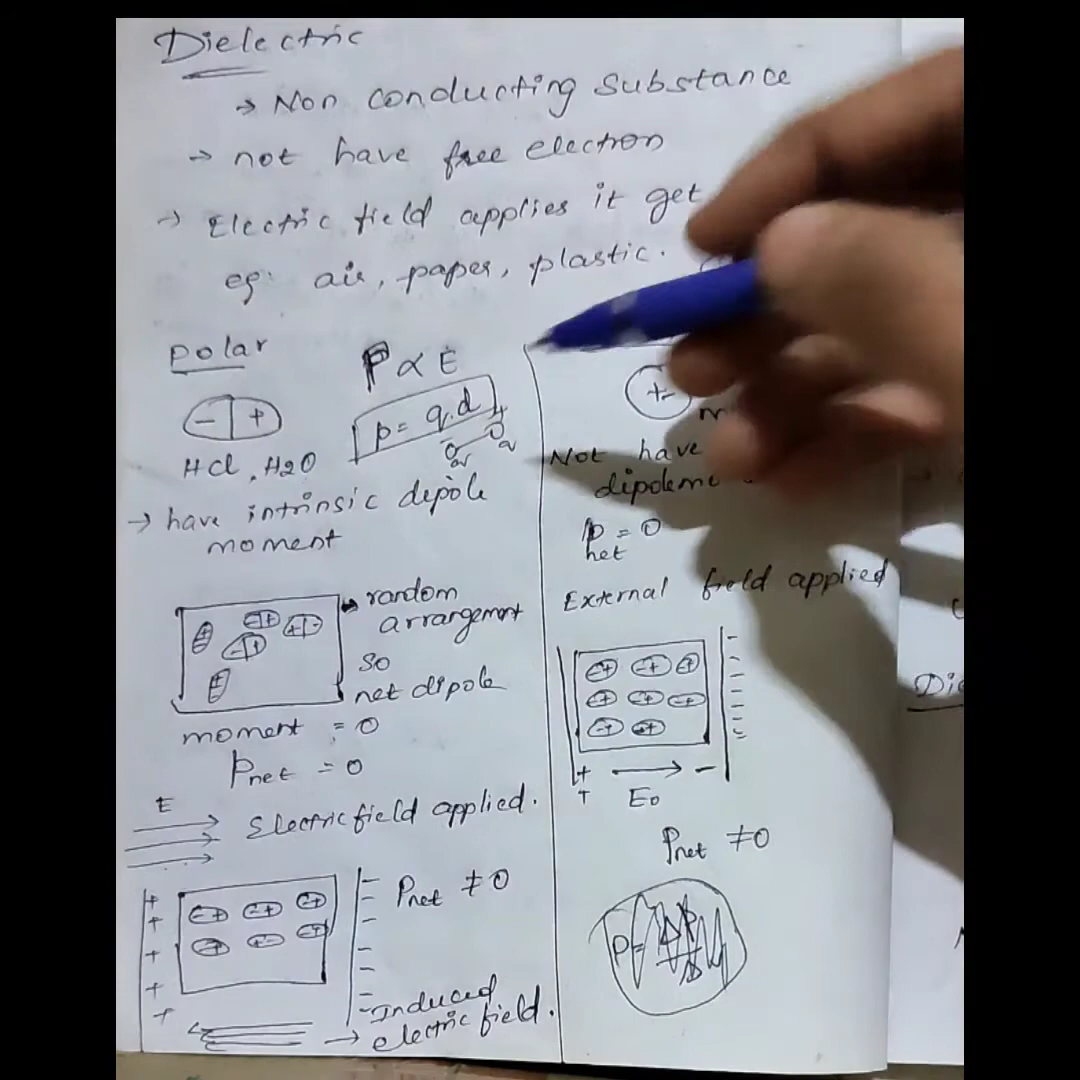 Dielectric
→ Non conducting substance
→ not have free electron
→ Electric field applies it get
eg: air, paper, plastic.
Polar
P ∝ E
- +
p = q.d
HCl, H2O
→ have intrinsic depole
moment
random
arrangement
so
net dipole
moment = 0
Pnet = 0
E
Electric field applied.
+ + + + +
Pnet ≠ 0
Induced
→ electric field.
+-
Not have
dipole
p = 0
net
External field applied
+ → -
+ E0
Pnet ≠ 0
P =